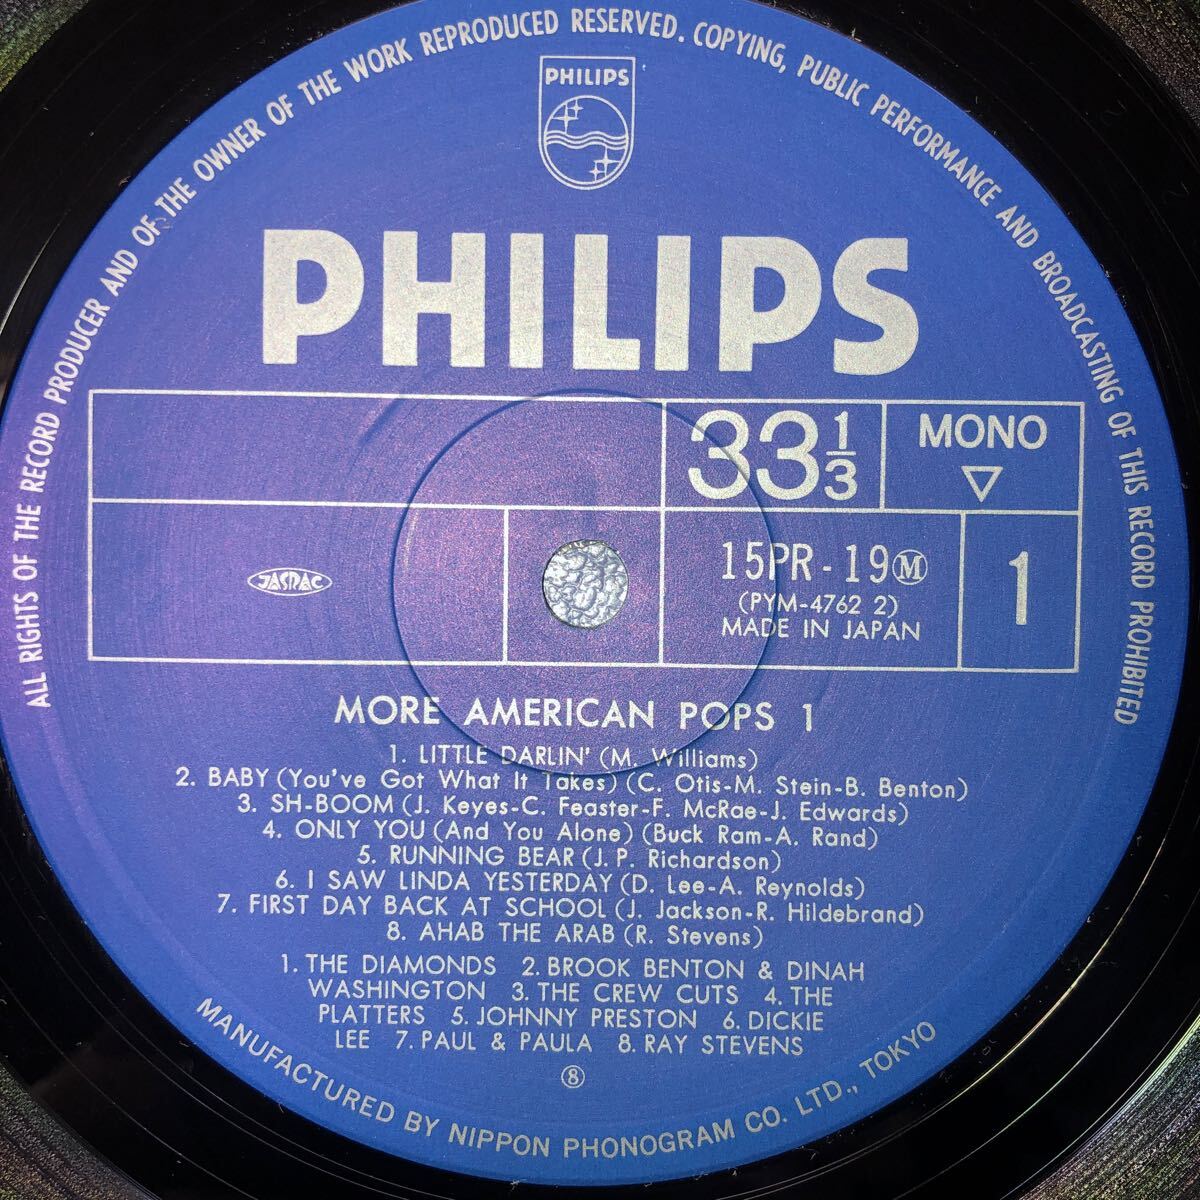 ALL RIGHTS OF THE RECORD PRODUCER AND OF THE OWNER OF THE WORK REPRODUCED RESERVED. COPYING, PUBLIC PERFORMANCE AND BROADCASTING OF THIS RECORD PROHIBITED
PHILIPS
PHILIPS
33 1/3
MONO
▽
JASRAC
15PR-19Ⓜ
(PYM-4762 2)
MADE IN JAPAN
1
MORE AMERICAN POPS 1
1. LITTLE DARLIN' (M. Williams)
2. BABY (You've Got What It Takes) (C. Otis-M. Stein-B. Benton)
3. SH-BOOM (J. Keyes-C. Feaster-F. McRae-J. Edwards)
4. ONLY YOU (And You Alone) (Buck Ram-A. Rand)
5. RUNNING BEAR (J. P. Richardson)
6. I SAW LINDA YESTERDAY (D. Lee-A. Reynolds)
7. FIRST DAY BACK AT SCHOOL (J. Jackson-R. Hildebrand)
8. AHAB THE ARAB (R. Stevens)
1. THE DIAMONDS 2. BROOK BENTON & DINAH
WASHINGTON 3. THE CREW CUTS 4. THE
PLATTERS 5. JOHNNY PRESTON 6. DICKIE
LEE 7. PAUL & PAULA 8. RAY STEVENS
⑧
MANUFACTURED BY NIPPON PHONOGRAM CO. LTD., TOKYO